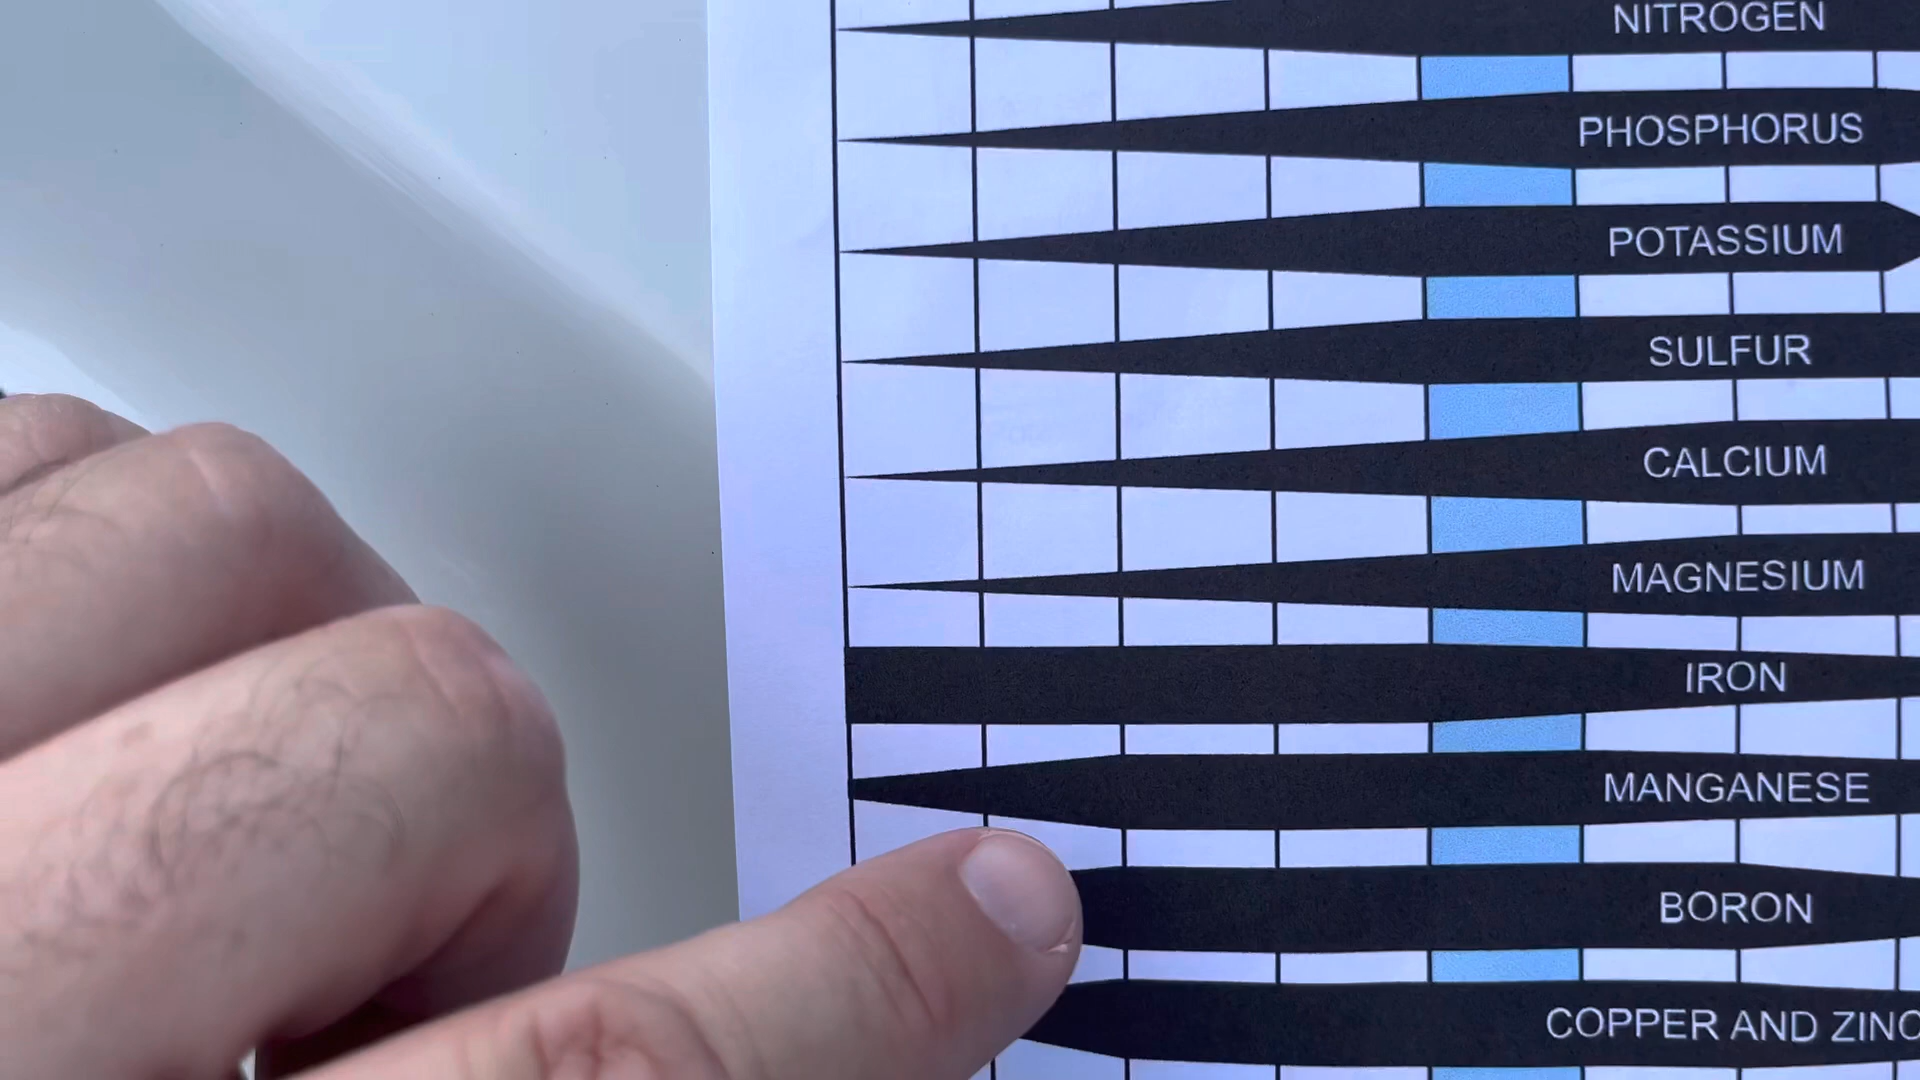 NITROGEN
PHOSPHORUS
POTASSIUM
SULFUR
CALCIUM
MAGNESIUM
IRON
MANGANESE
BORON
COPPER AND ZINC